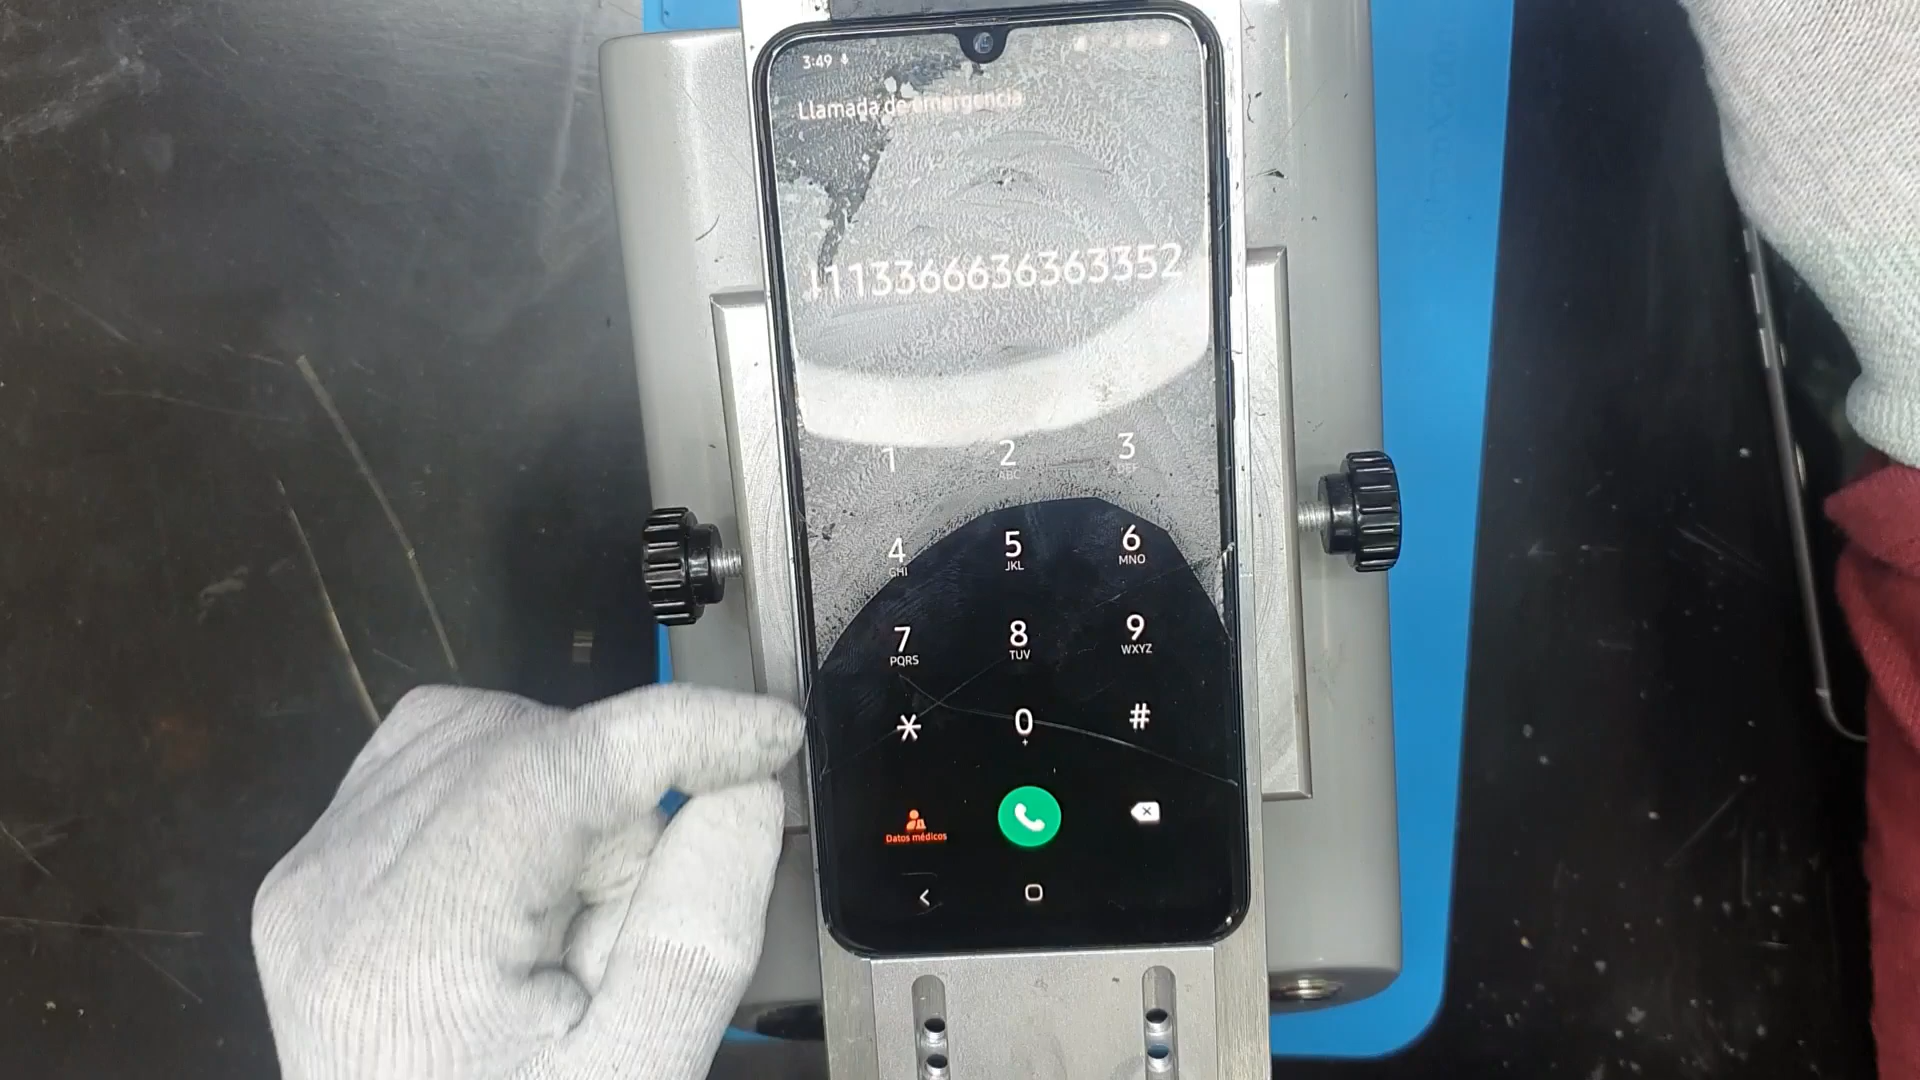 3:49
Llamada de emergencia
111336663636352
1
2
3
ABC
DEF
4
5
6
GHI
JKL
MNO
7
8
9
PQRS
TUV
WXYZ
*
0
#
+
Datos médicos